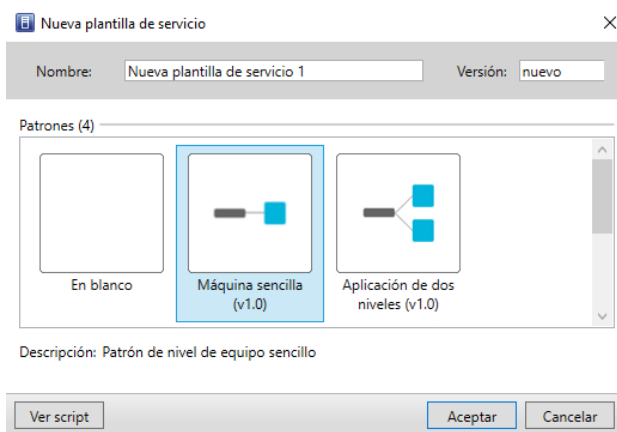 Nueva plantilla de servicio
Nombre: Nueva plantilla de servicio 1 Versión: nuevo
Patrones (4)
En blanco
Máquina sencilla
(v1.0)
Aplicación de dos
niveles (v1.0)
Descripción: Patrón de nivel de equipo sencillo
Ver script Aceptar Cancelar